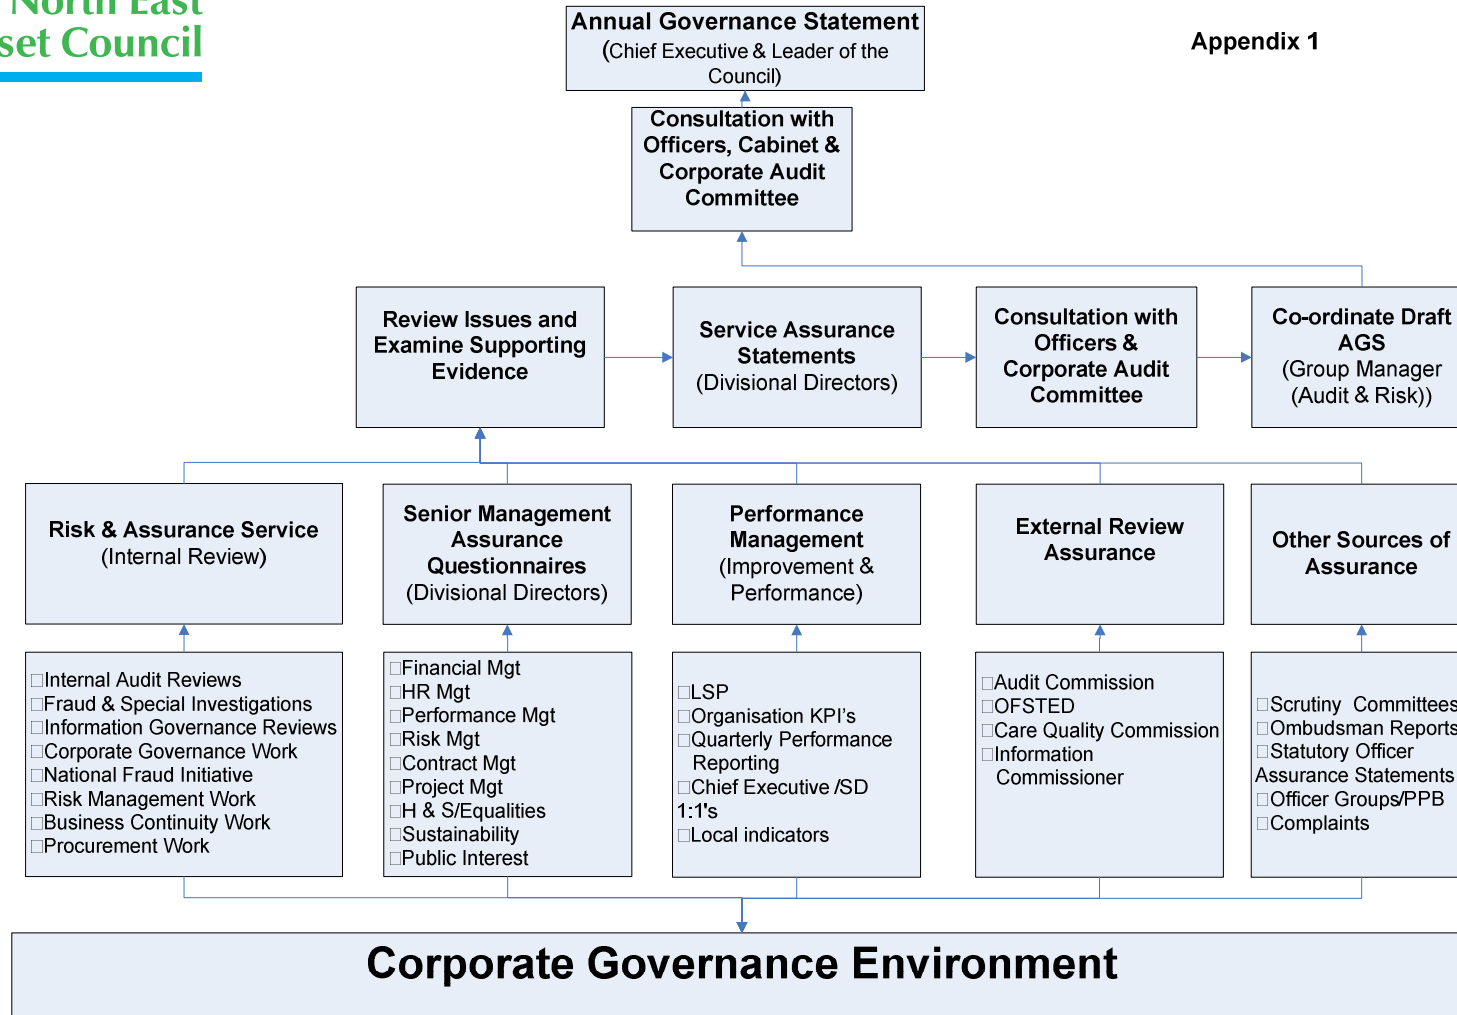 North East
set Council
Appendix 1
Annual Governance Statement
(Chief Executive & Leader of the
Council)
Consultation with
Officers, Cabinet &
Corporate Audit
Committee
Review Issues and
Examine Supporting
Evidence
Service Assurance
Statements
(Divisional Directors)
Consultation with
Officers &
Corporate Audit
Committee
Co-ordinate Draft
AGS
(Group Manager
(Audit & Risk))
Risk & Assurance Service
(Internal Review)
Senior Management
Assurance
Questionnaires
(Divisional Directors)
Performance
Management
(Improvement &
Performance)
External Review
Assurance
Other Sources of
Assurance
Internal Audit Reviews
Fraud & Special Investigations
Information Governance Reviews
Corporate Governance Work
National Fraud Initiative
Risk Management Work
Business Continuity Work
Procurement Work
Financial Mgt
HR Mgt
Performance Mgt
Risk Mgt
Contract Mgt
Project Mgt
H & S/Equalities
Sustainability
Public Interest
LSP
Organisation KPI's
Quarterly Performance
Reporting
Chief Executive /SD
1:1's
Local indicators
Audit Commission
OFSTED
Care Quality Commission
Information
Commissioner
Scrutiny Committees
Ombudsman Reports
Statutory Officer
Assurance Statements
Officer Groups/PPB
Complaints
Corporate Governance Environment